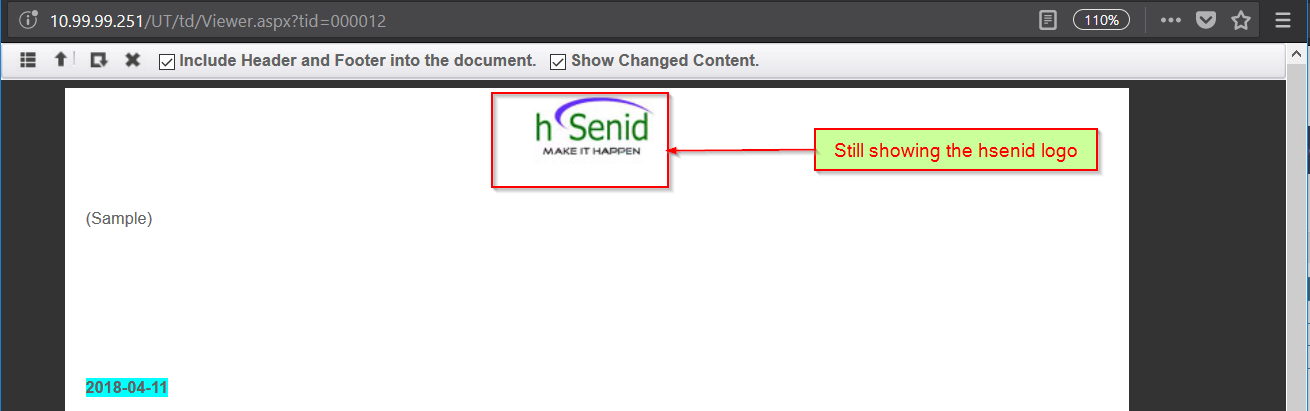 10.99.99.251/UT/td/Viewer.aspx?tid=000012
110%
Include Header and Footer into the document.
Show Changed Content.
h Senid
MAKE IT HAPPEN
Still showing the hsenid logo
(Sample)
2018-04-11